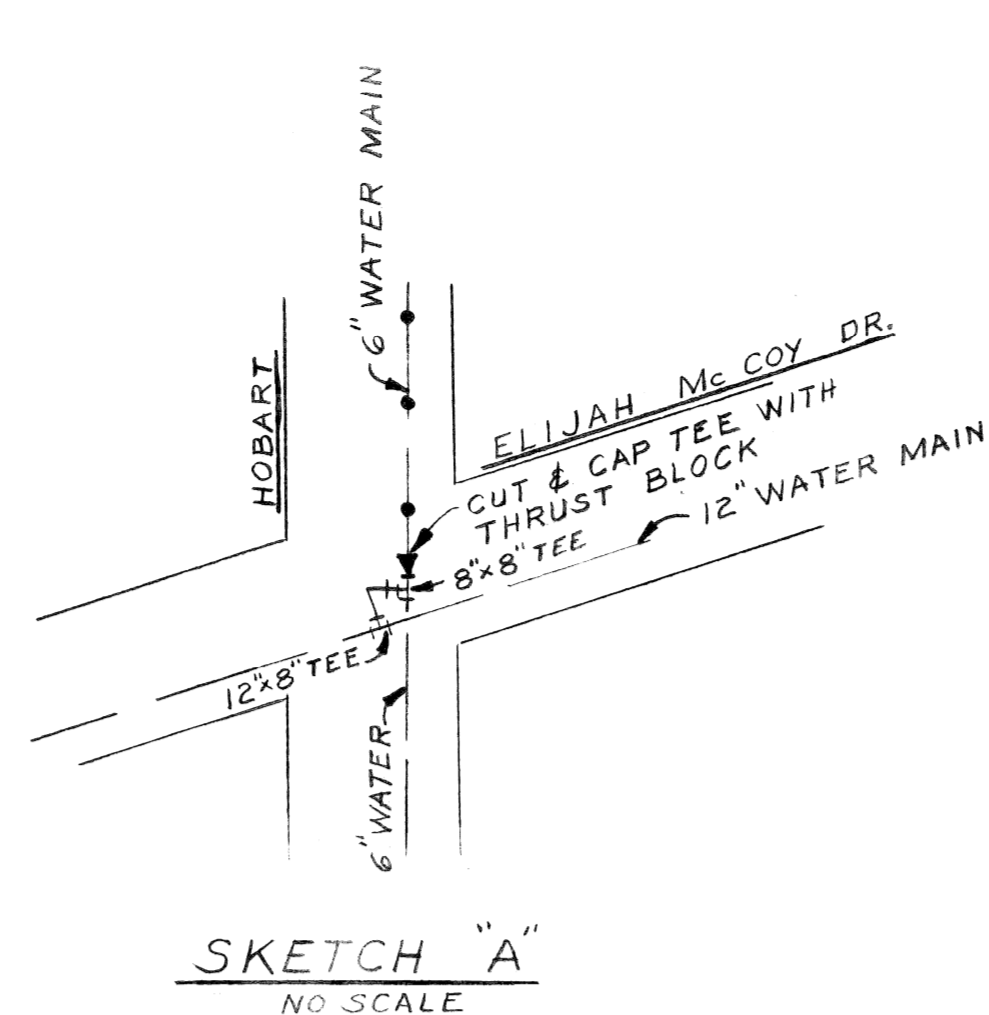 6" WATER MAIN
HOBART
ELIJAH McCOY DR.
CUT & CAP TEE WITH
THRUST BLOCK
12" WATER MAIN
8"x8" TEE
12"x8" TEE
6" WATER
SKETCH "A"
NO SCALE